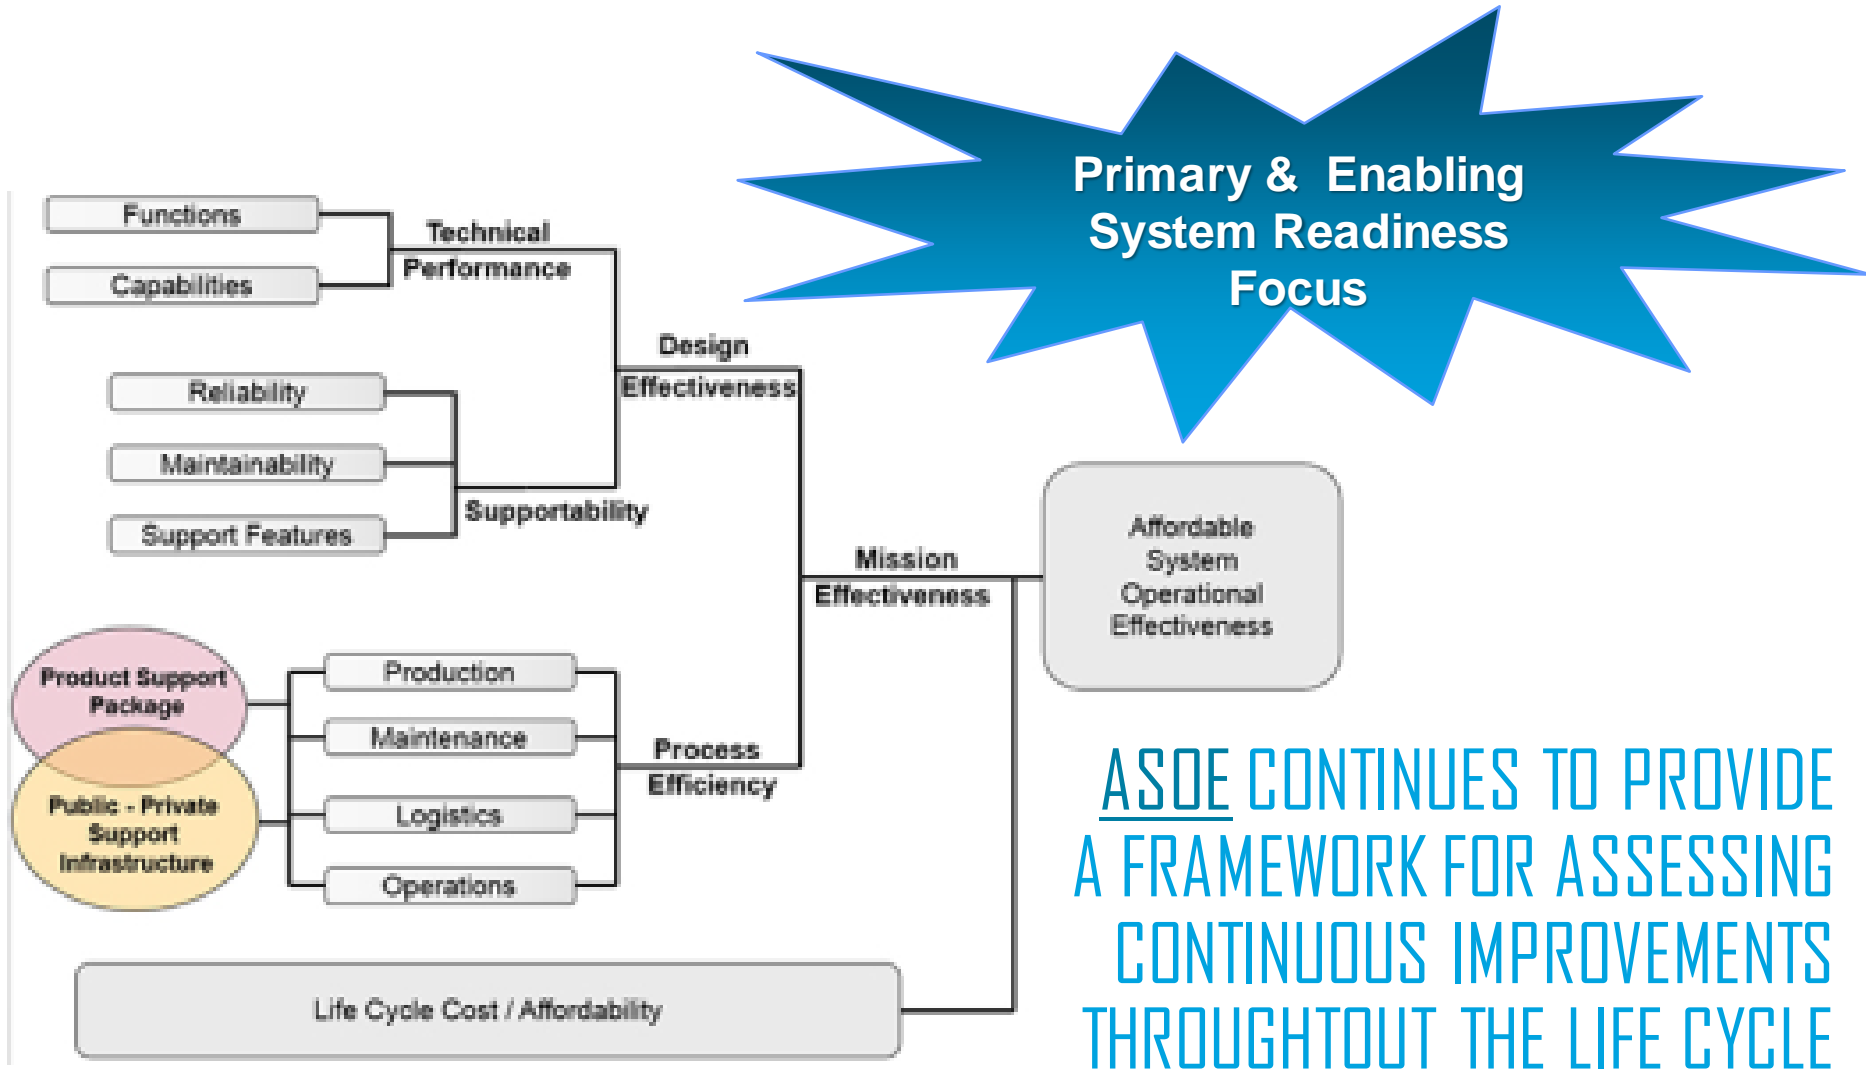 Primary & Enabling
System Readiness
Focus
Functions
Capabilities
Technical
Performance
Reliability
Maintainability
Support Features
Supportability
Design
Effectiveness
Product Support
Package
Public - Private
Support
Infrastructure
Production
Maintenance
Logistics
Operations
Process
Efficiency
Mission
Effectiveness
Affordable
System
Operational
Effectiveness
Life Cycle Cost / Affordability
ASOE CONTINUES TO PROVIDE
A FRAMEWORK FOR ASSESSING
CONTINUOUS IMPROVEMENTS
THROUGHTOUT THE LIFE CYCLE